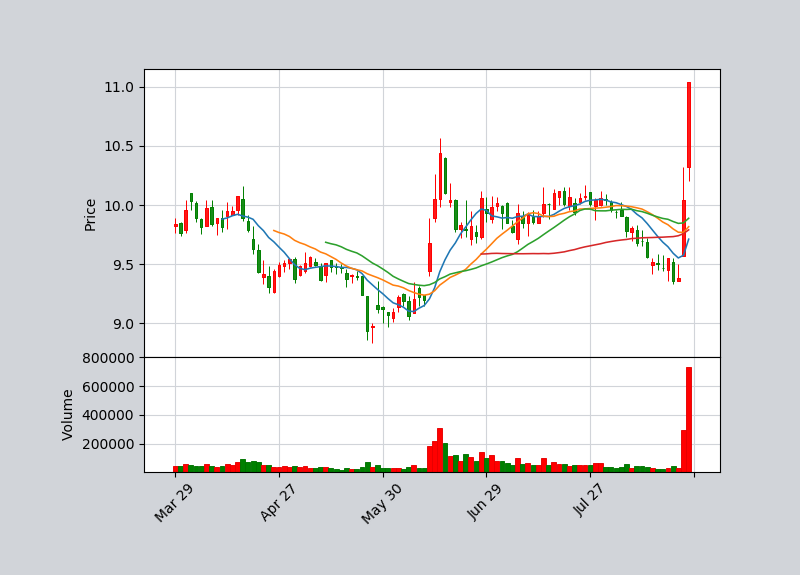 11.0
10.5
10.0
9.5
9.0
Price
800000
600000
400000
200000
Volume
Mar 29
Apr 27
May 30
Jun 29
Jul 27